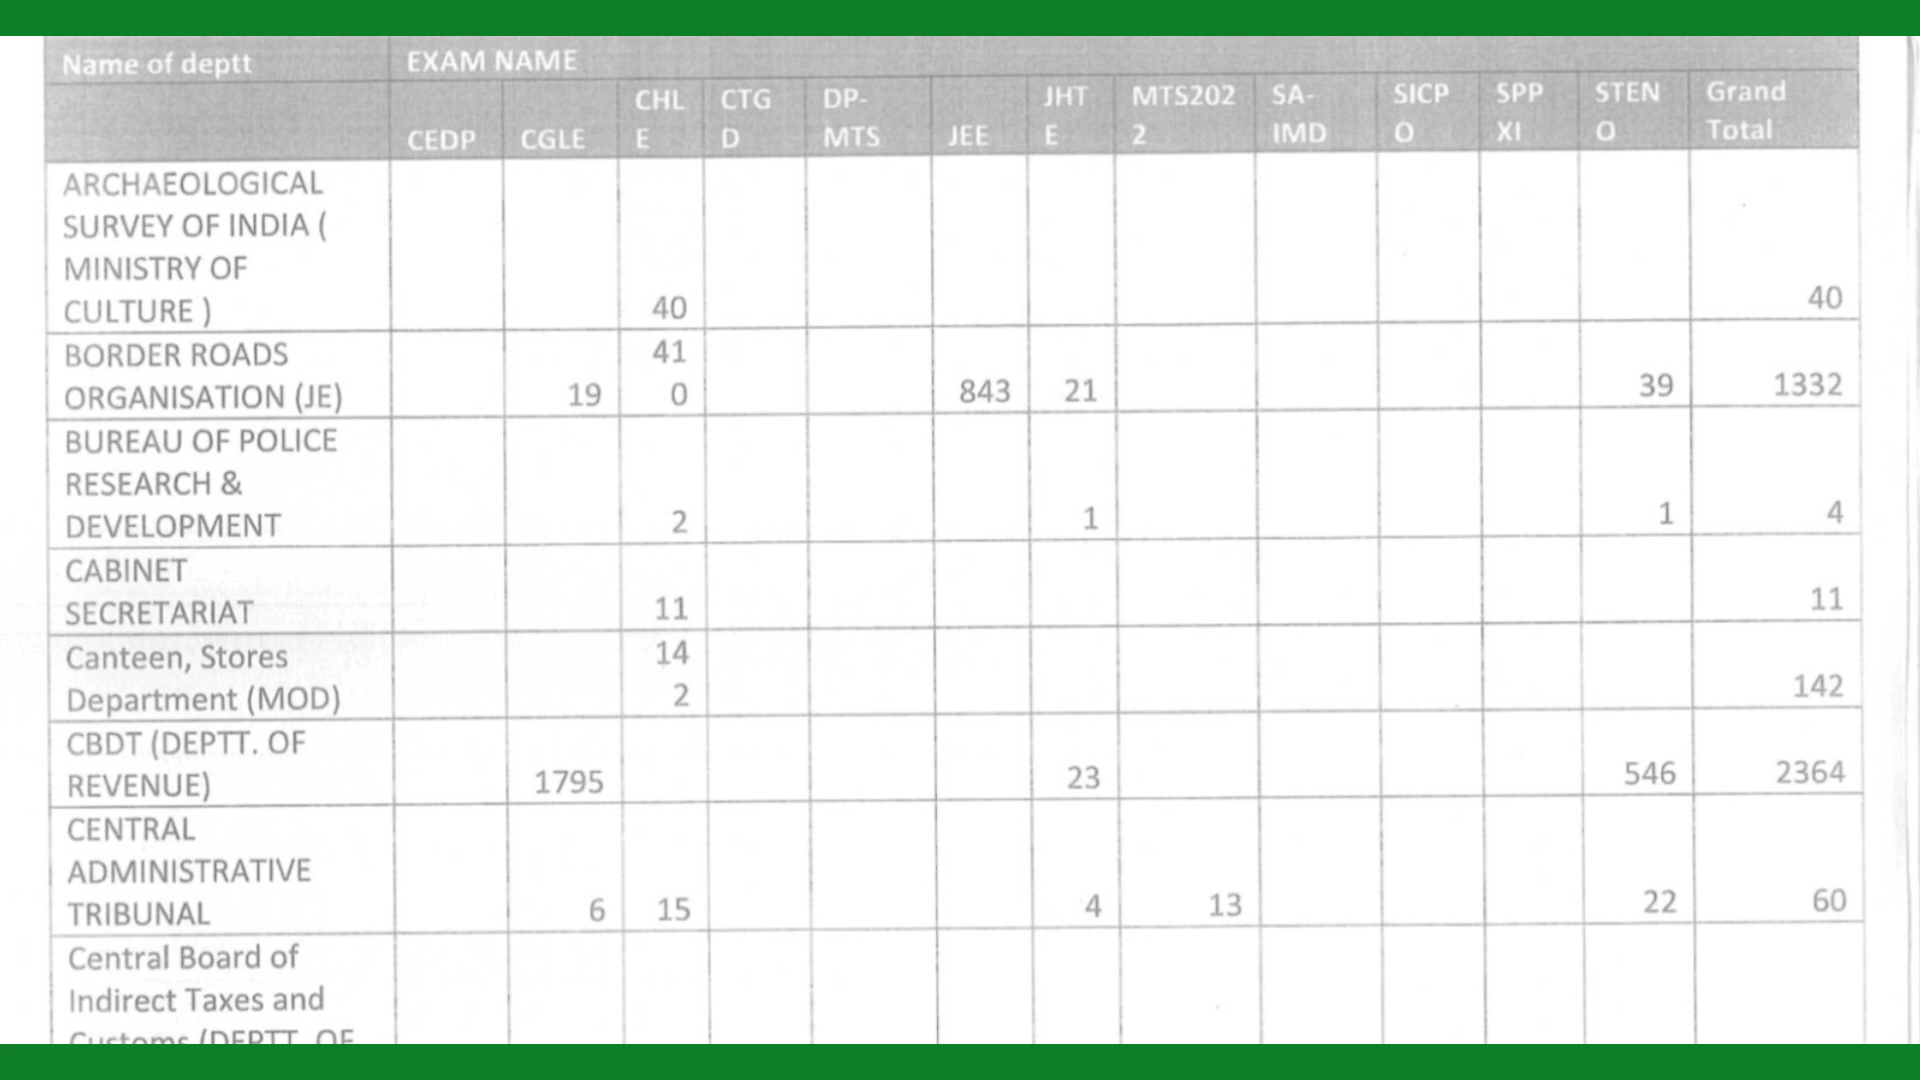 Name of deptt EXAM NAME
CEDP CGLE CHL E CTG D DP- MTS JEE JHT E MTS202 2 SA- IMD SICP O SPP XI STEN O Grand Total
ARCHAEOLOGICAL
SURVEY OF INDIA (
MINISTRY OF
CULTURE ) 40 40
BORDER ROADS 41
ORGANISATION (JE) 19 0 843 21 39 1332
BUREAU OF POLICE
RESEARCH &
DEVELOPMENT 2 1 1 4
CABINET
SECRETARIAT 11 11
Canteen, Stores 14
Department (MOD) 2 142
CBDT (DEPTT. OF
REVENUE) 1795 23 546 2364
CENTRAL
ADMINISTRATIVE
TRIBUNAL 6 15 4 13 22 60
Central Board of
Indirect Taxes and
Customs (DEPTT. OF